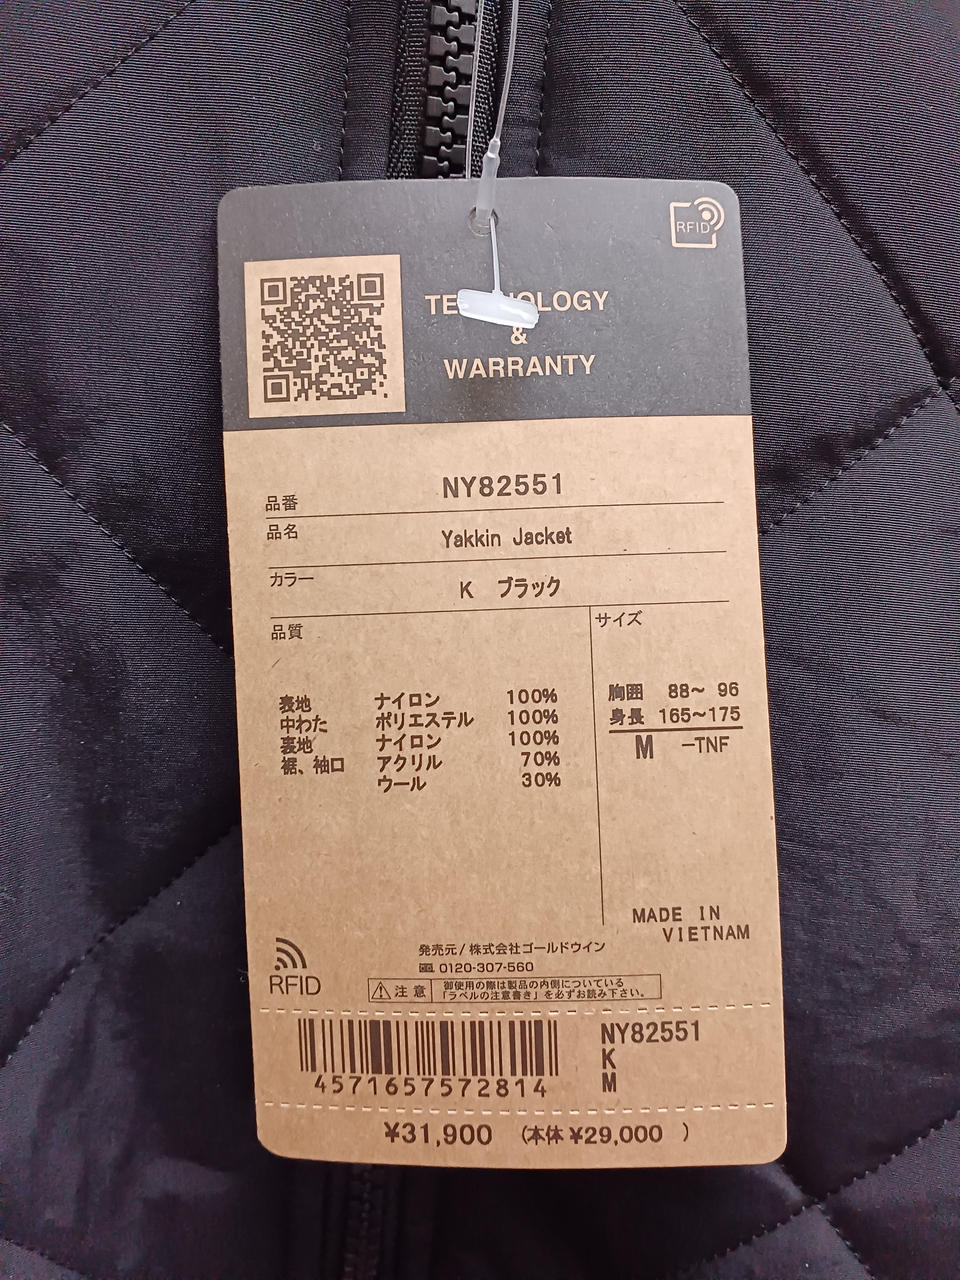 RFID
TECHNOLOGY
&
WARRANTY
品番 NY82551
品名 Yakkin Jacket
カラー K ブラック
品質 サイズ
表地 ナイロン 100%
中わた ポリエステル 100%
裏地 ナイロン 100%
裾、袖口 アクリル 70%
ウール 30%
胸囲 88～ 96
身長 165～175
M －TNF
MADE IN
VIETNAM
RFID
発売元/株式会社ゴールドウイン
0120-307-560
注意 御使用の際は製品の内側についている
「ラベルの注意書き」を必ずお読み下さい。
4571657572814
NY82551
K
M
¥31,900 (本体 ¥29,000 )